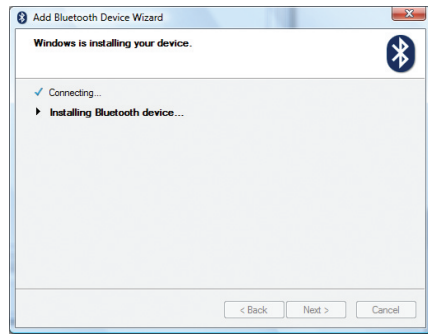 Add Bluetooth Device Wizard
Windows is installing your device.
Connecting...
Installing Bluetooth device...
< Back Next > Cancel